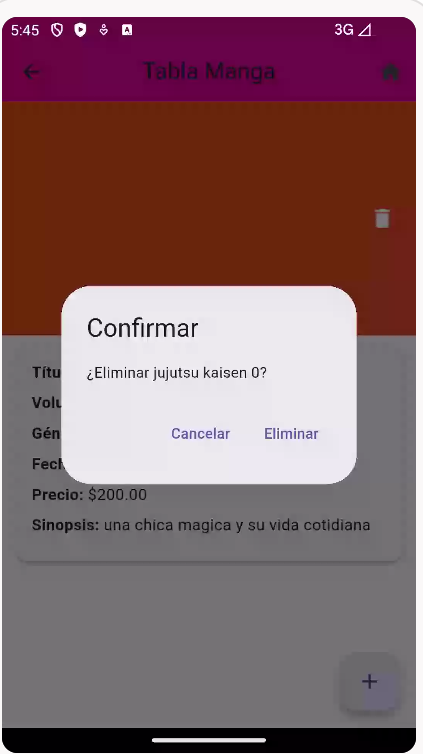 5:45
A
3G
Tabla Manga
Confirmar
¿Eliminar jujutsu kaisen 0?
Cancelar Eliminar
Títu
Volu
Gén
Fech
Precio: $200.00
Sinopsis: una chica magica y su vida cotidiana
+